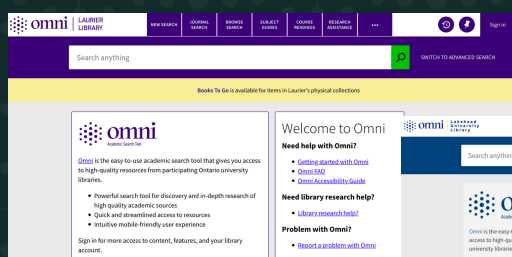 omni LAURIER LIBRARY
NEW SEARCH
JOURNAL SEARCH
BROWSE SEARCH
SUBJECT GUIDES
COURSE READINGS
RESEARCH ASSISTANCE
...
Sign in
Search anything
SWITCH TO ADVANCED SEARCH
Books To Go is available for items in Laurier's physical collections
omni
Academic Search Tool
Omni is the easy-to-use academic search tool that gives you access
to high-quality resources from participating Ontario university
libraries.
• Powerful search tool for discovery and in-depth research of
high quality academic sources
• Quick and streamlined access to resources
• Intuitive mobile-friendly user experience
Sign in for more access to content, features, and your library
account.
Welcome to Omni
Need help with Omni?
• Getting started with Omni
• Omni FAQ
• Omni Accessibility Guide
Need library research help?
• Library research help?
Problem with Omni?
• Report a problem with Omni
omni Lakehead University Library
Search anythin
Omni is the easy-t
access to high-qu
university librarie